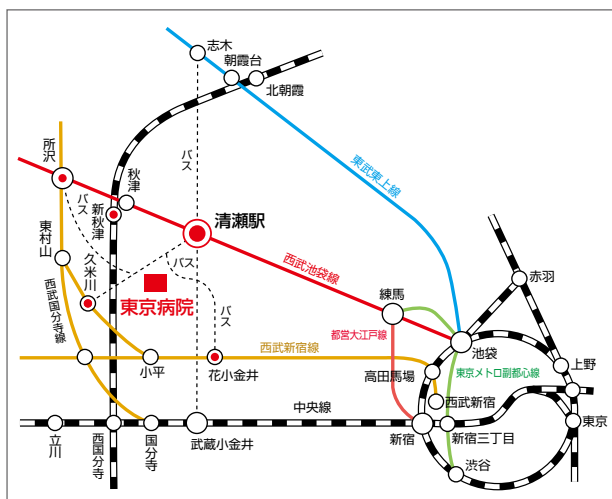 志木
朝霞台
北朝霞
バス
東武東上線
所沢
秋津
新秋津
バス
清瀬駅
東村山
久米川
バス
東京病院
西武池袋線
赤羽
練馬
西武国分寺線
バス
都営大江戸線
池袋
西武新宿線
小平
花小金井
高田馬場
東京メトロ副都心線
上野
西武新宿
中央線
立川
西国分寺
国分寺
武蔵小金井
新宿
新宿三丁目
東京
渋谷